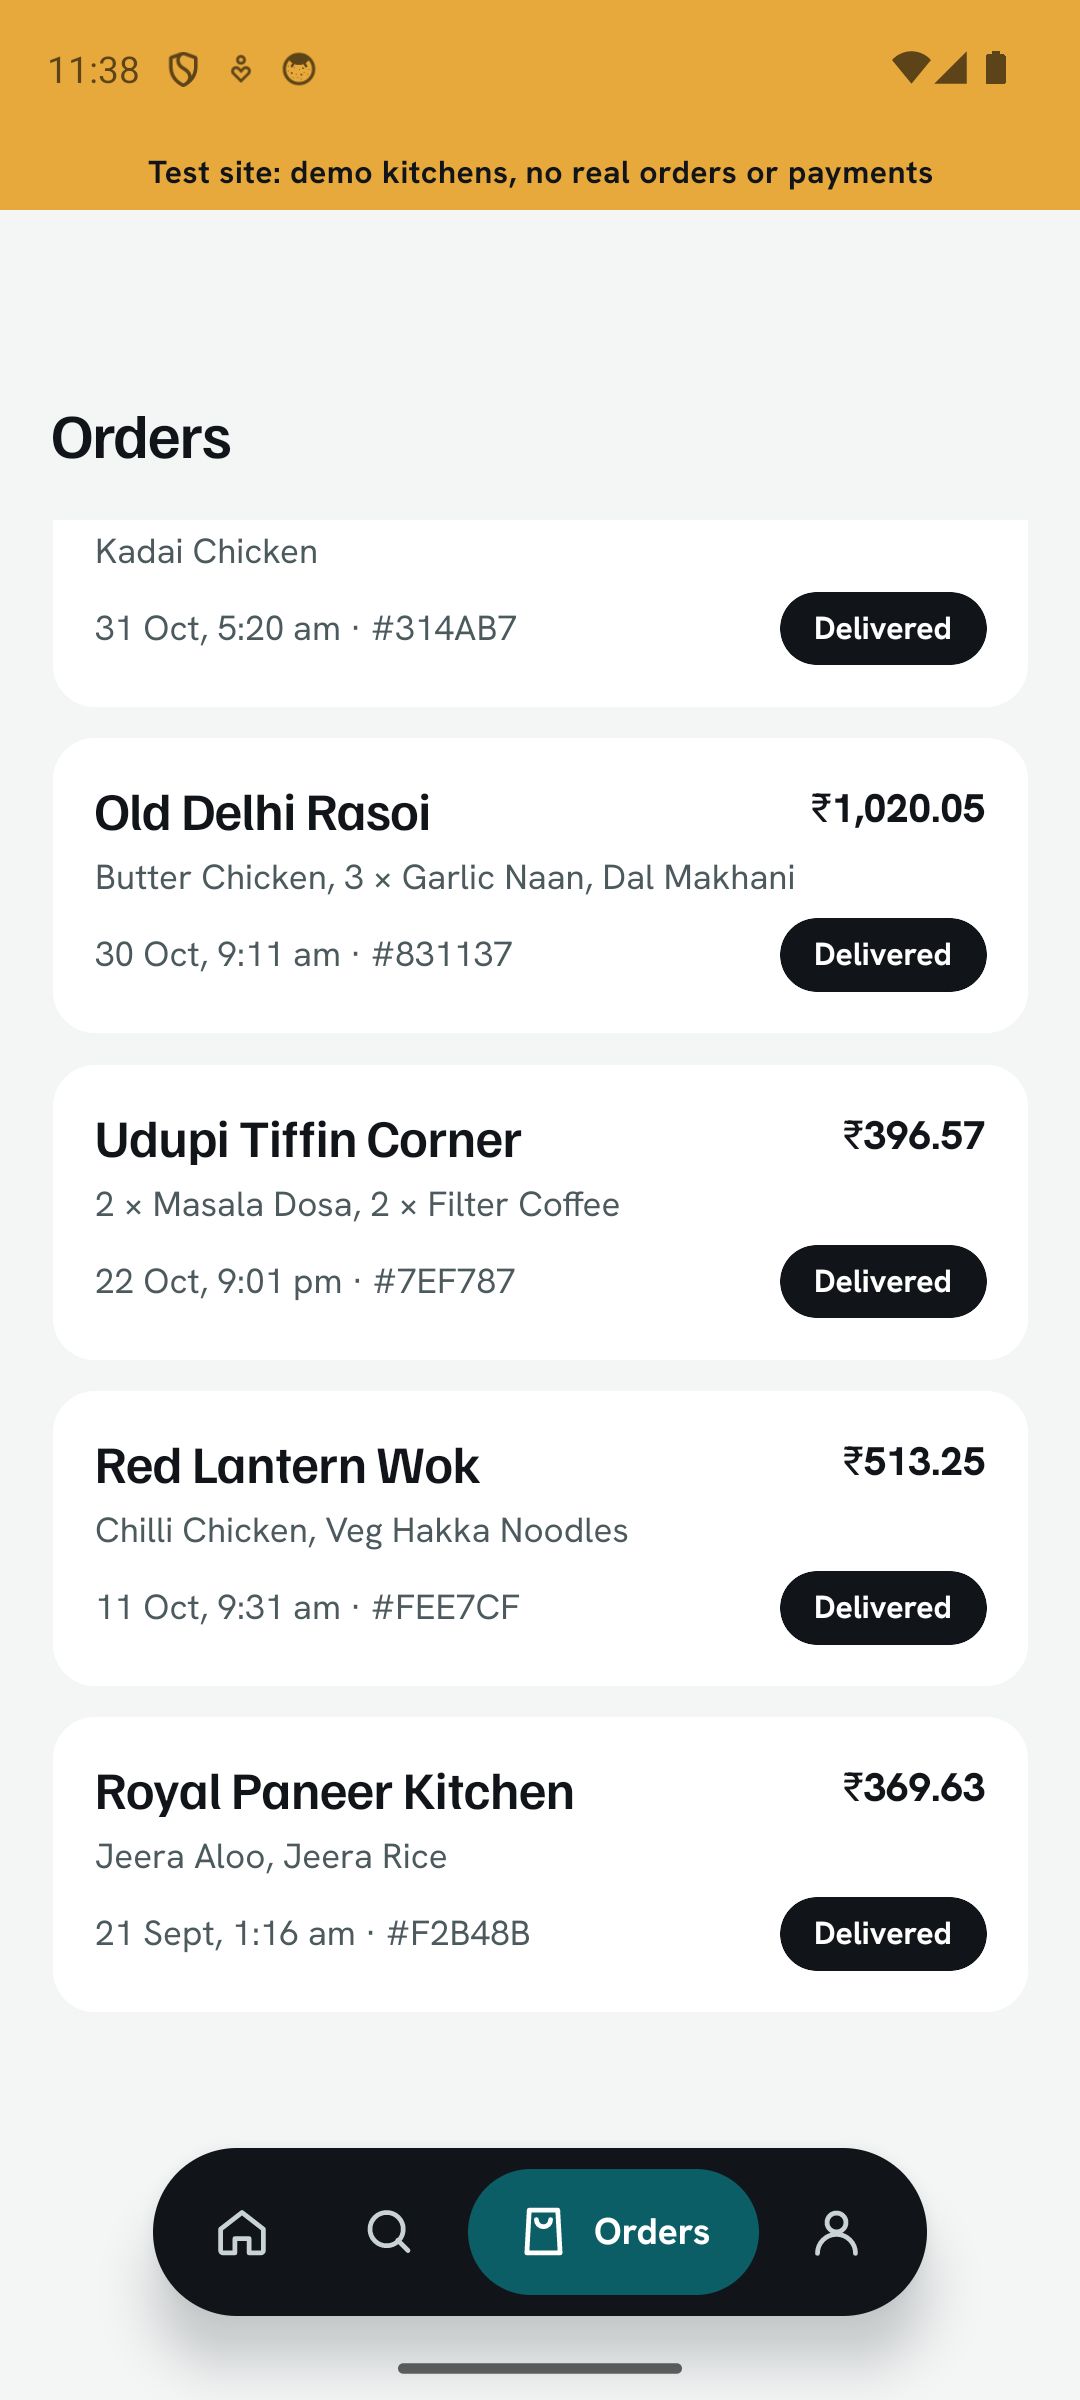 11:38
Test site: demo kitchens, no real orders or payments
Orders
Kadai Chicken
31 Oct, 5:20 am · #314AB7 Delivered
Old Delhi Rasoi ₹1,020.05
Butter Chicken, 3 × Garlic Naan, Dal Makhani
30 Oct, 9:11 am · #831137 Delivered
Udupi Tiffin Corner ₹396.57
2 × Masala Dosa, 2 × Filter Coffee
22 Oct, 9:01 pm · #7EF787 Delivered
Red Lantern Wok ₹513.25
Chilli Chicken, Veg Hakka Noodles
11 Oct, 9:31 am · #FEE7CF Delivered
Royal Paneer Kitchen ₹369.63
Jeera Aloo, Jeera Rice
21 Sept, 1:16 am · #F2B48B Delivered
Orders